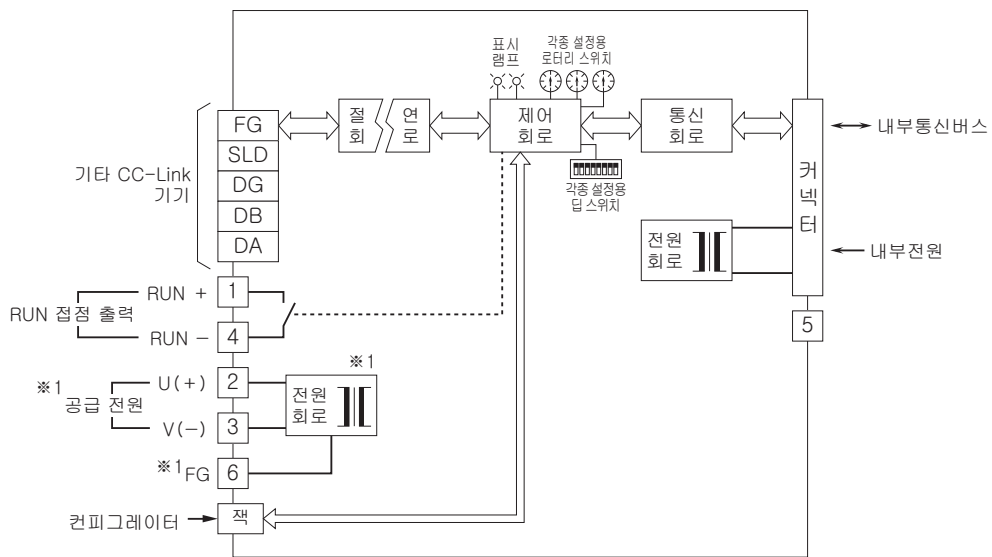 표시
램프
각종 설정용
로터리 스위치
FG
SLD
DG
DB
DA
기타 CC-Link
기기
절 연
회 로
제어
회로
통신
회로
커넥터
내부통신버스
각종 설정용
딥 스위치
전원
회로
내부전원
RUN +
1
RUN 접점 출력
RUN -
4
5
※1
U(+)
2
※1
공급 전원
전원
회로
V(-)
3
※1 FG
6
컨피그레이터
잭